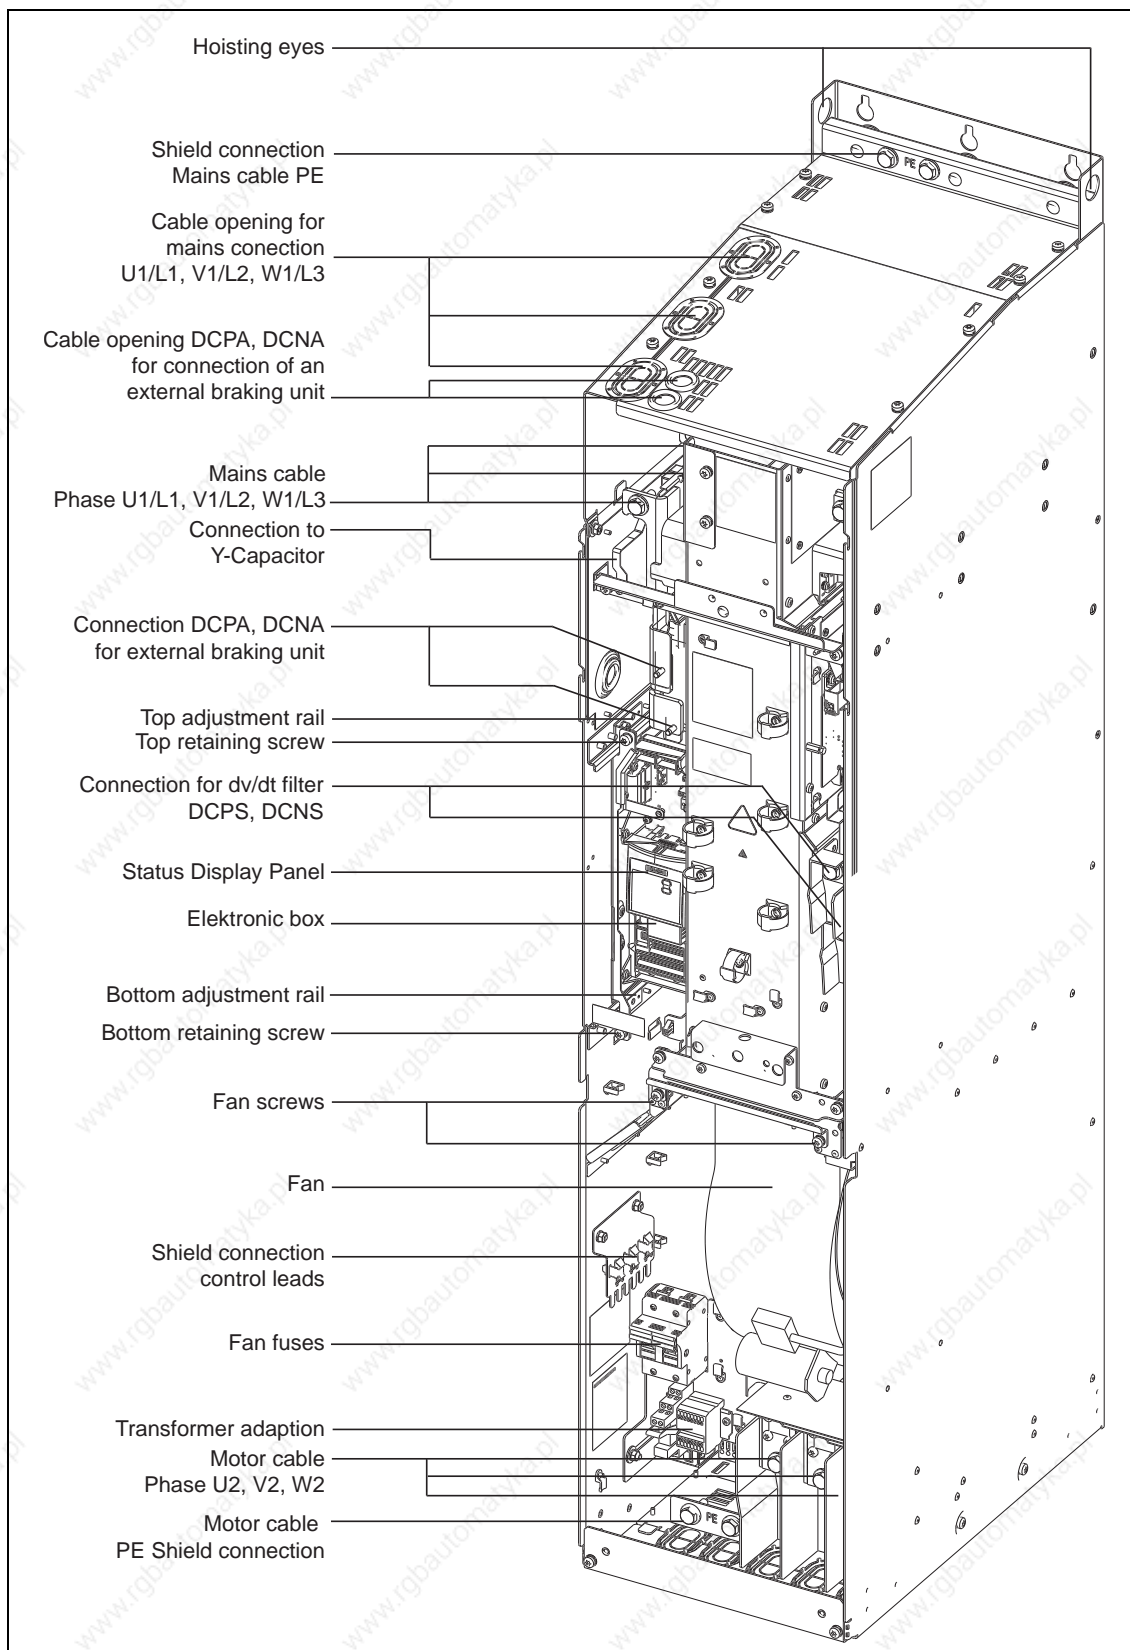 Hoisting eyes
Shield connection
Mains cable PE
Cable opening for
mains conection
U1/L1, V1/L2, W1/L3
Cable opening DCPA, DCNA
for connection of an
external braking unit
Mains cable
Phase U1/L1, V1/L2, W1/L3
Connection to
Y-Capacitor
Connection DCPA, DCNA
for external braking unit
Top adjustment rail
Top retaining screw
Connection for dv/dt filter
DCPS, DCNS
Status Display Panel
Elektronic box
Bottom adjustment rail
Bottom retaining screw
Fan screws
Fan
Shield connection
control leads
Fan fuses
Transformer adaption
Motor cable
Phase U2, V2, W2
Motor cable
PE Shield connection
PE
PE
www.rgbautomatyka.pl